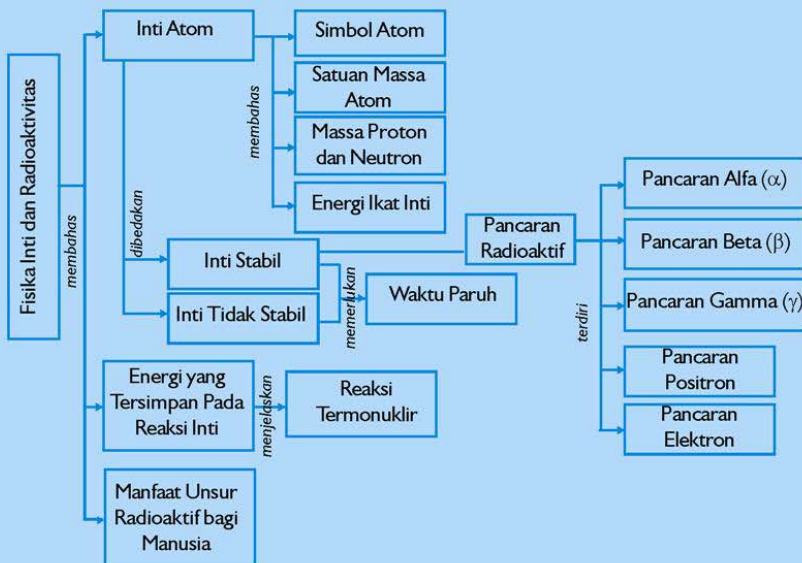 Fisika Inti dan Radioaktivitas
membahas
Inti Atom
membahas
Simbol Atom
Satuan Massa
Atom
Massa Proton
dan Neutron
Energi Ikat Inti
dibedakan
Inti Stabil
Inti Tidak Stabil
memerlukan
Waktu Paruh
Pancaran
Radioaktif
terdiri
Pancaran Alfa (α)
Pancaran Beta (β)
Pancaran Gamma (γ)
Pancaran
Positron
Pancaran
Elektron
Energi yang
Tersimpan Pada
Reaksi Inti
menjelaskan
Reaksi
Termonuklir
Manfaat Unsur
Radioaktif bagi
Manusia